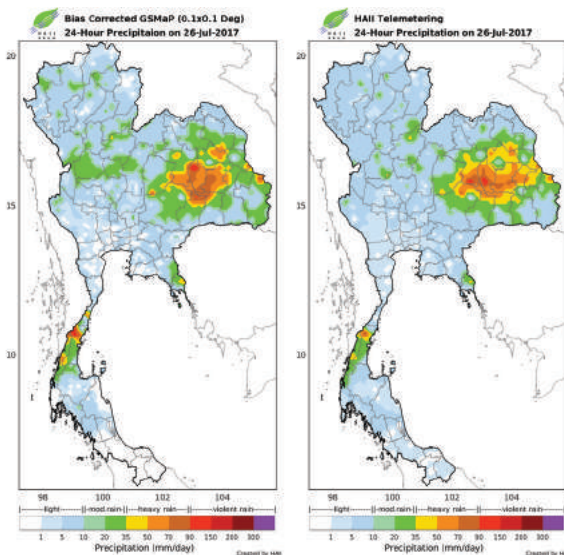 Bias Corrected GSMaP (0.1x0.1 Deg)
24-Hour Precipitaion on 26-Jul-2017
HAII
20
15
10
98 100 102 104
light mod.rain heavy rain violent rain
1 5 10 20 35 50 70 90 150 200 300
Precipitation (mm/day)
Created by HAII
HAII Telemetering
24-Hour Precipitation on 26-Jul-2017
HAII
20
15
10
98 100 102 104
light mod.rain heavy rain violent rain
1 5 10 20 35 50 70 90 150 200 300
Precipitation (mm/day)
Created by HAII